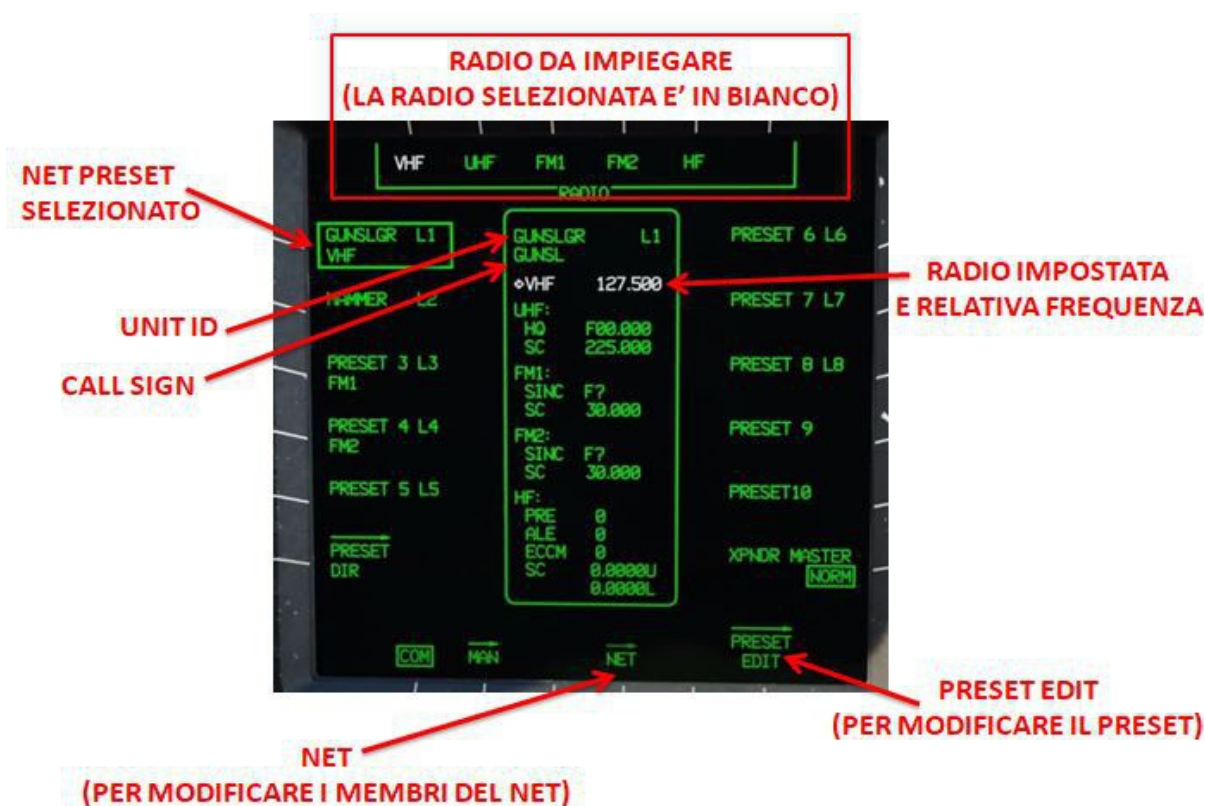 RADIO DA IMPIEGARE
(LA RADIO SELEZIONATA E' IN BIANCO)
VHF UHF FM1 FM2 HF
RADIO
NET PRESET
SELEZIONATO
UNIT ID
CALL SIGN
GUNSLGR L1
VHF
HAMMER L2
PRESET 3 L3
FM1
PRESET 4 L4
FM2
PRESET 5 L5
PRESET
DIR
GUNSLGR L1
GUNSL
VHF 127.500
UHF:
HQ F00.000
SC 225.000
FM1:
SINC F?
SC 30.000
FM2:
SINC F?
SC 30.000
HF:
PRE 0
ALE 0
ECCM 0
SC 0.0000U
0.0000L
PRESET 6 L6
PRESET 7 L7
PRESET 8 L8
PRESET 9
PRESET10
XPNDR MASTER
NORM
RADIO IMPOSTATA
E RELATIVA FREQUENZA
COM MAN NET
PRESET
EDIT
PRESET EDIT
(PER MODIFICARE IL PRESET)
NET
(PER MODIFICARE I MEMBRI DEL NET)